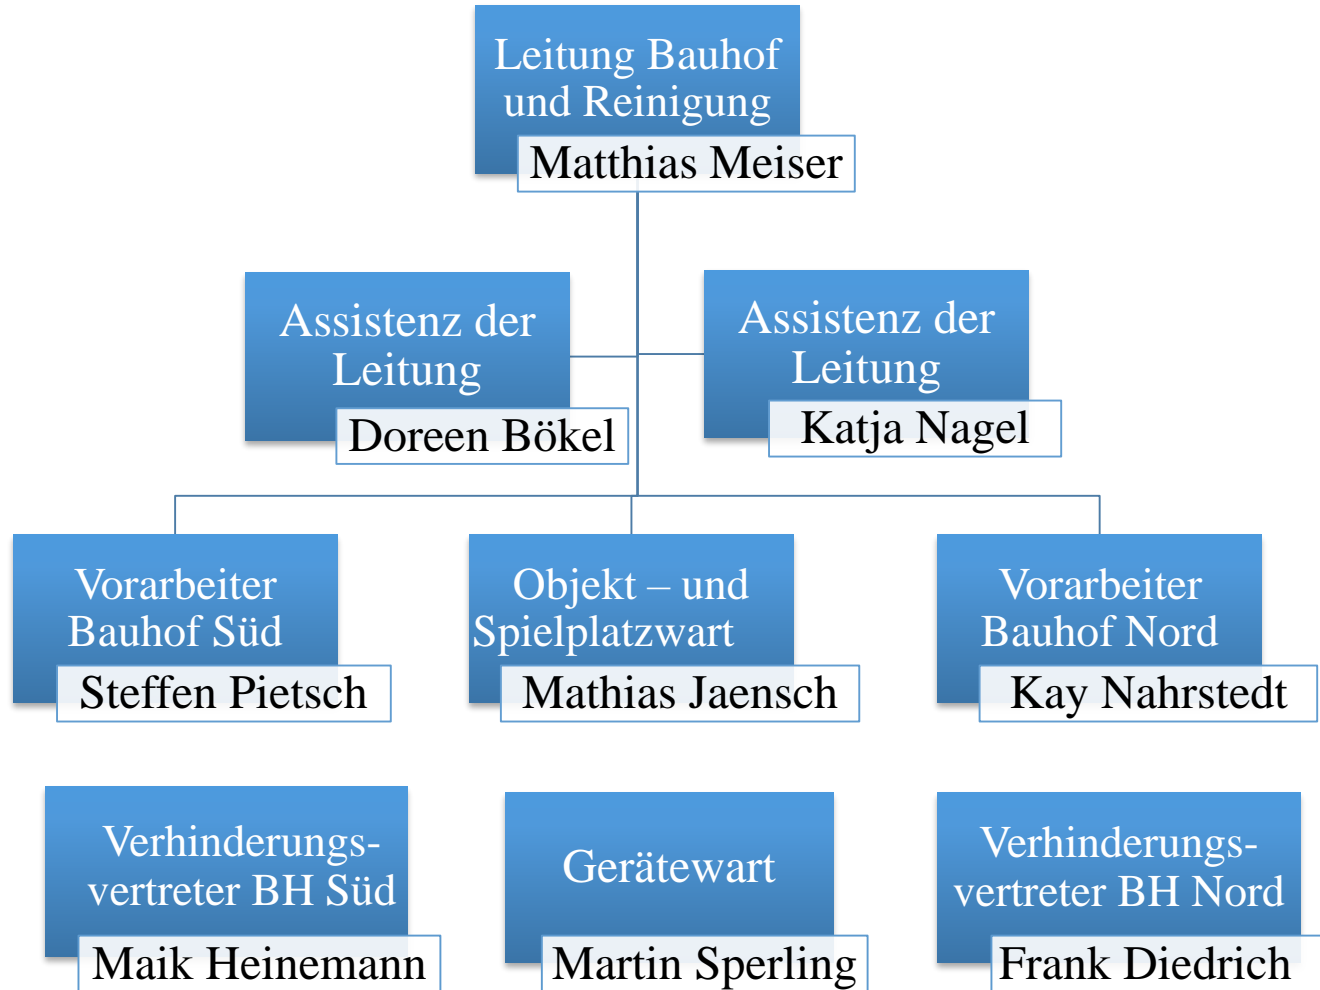 Leitung Bauhof
und Reinigung
Matthias Meiser
Assistenz der
Leitung
Doreen Bökel
Assistenz der
Leitung
Katja Nagel
Vorarbeiter
Bauhof Süd
Steffen Pietsch
Objekt – und
Spielplatzwart
Mathias Jaensch
Vorarbeiter
Bauhof Nord
Kay Nahrstedt
Verhinderungs-
vertreter BH Süd
Maik Heinemann
Gerätewart
Martin Sperling
Verhinderungs-
vertreter BH Nord
Frank Diedrich